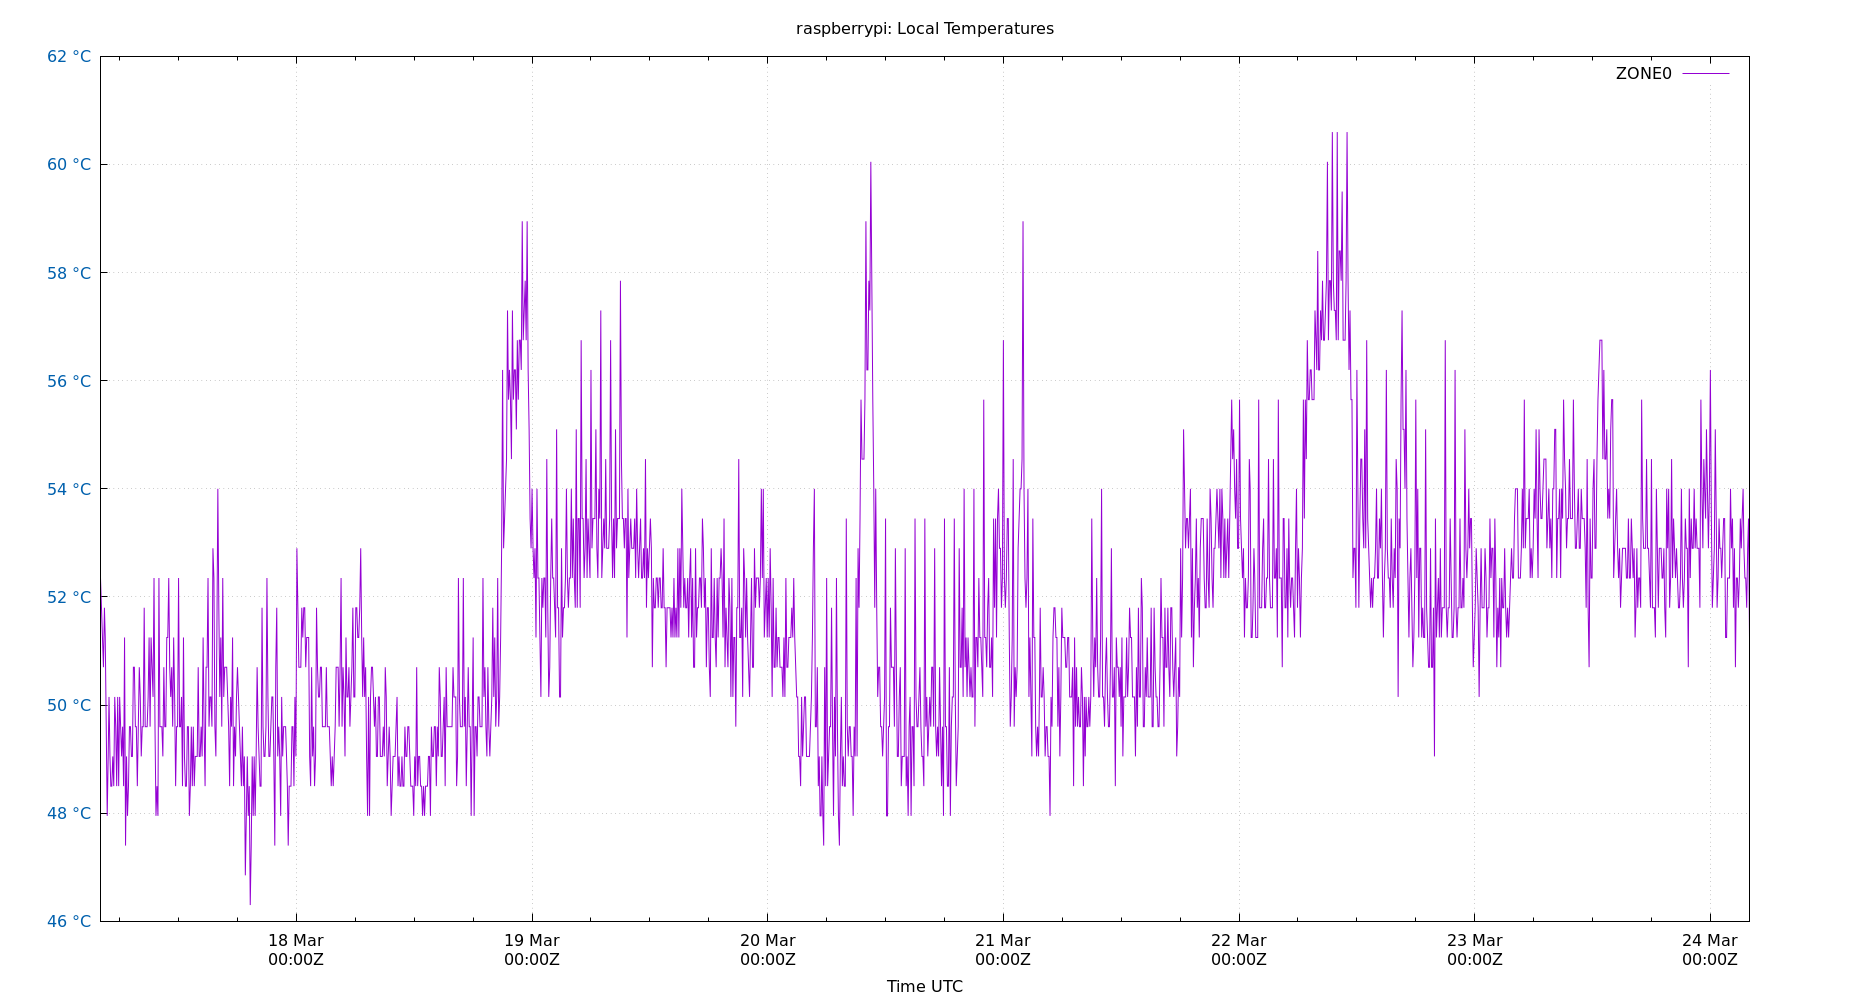 raspberrypi: Local Temperatures
62 °C
ZONE0
60 °C
58 °C
56 °C
54 °C
52 °C
50 °C
48 °C
46 °C
18 Mar 19 Mar 20 Mar 21 Mar 22 Mar 23 Mar 24 Mar
00:00Z 00:00Z 00:00Z 00:00Z 00:00Z 00:00Z 00:00Z
Time UTC